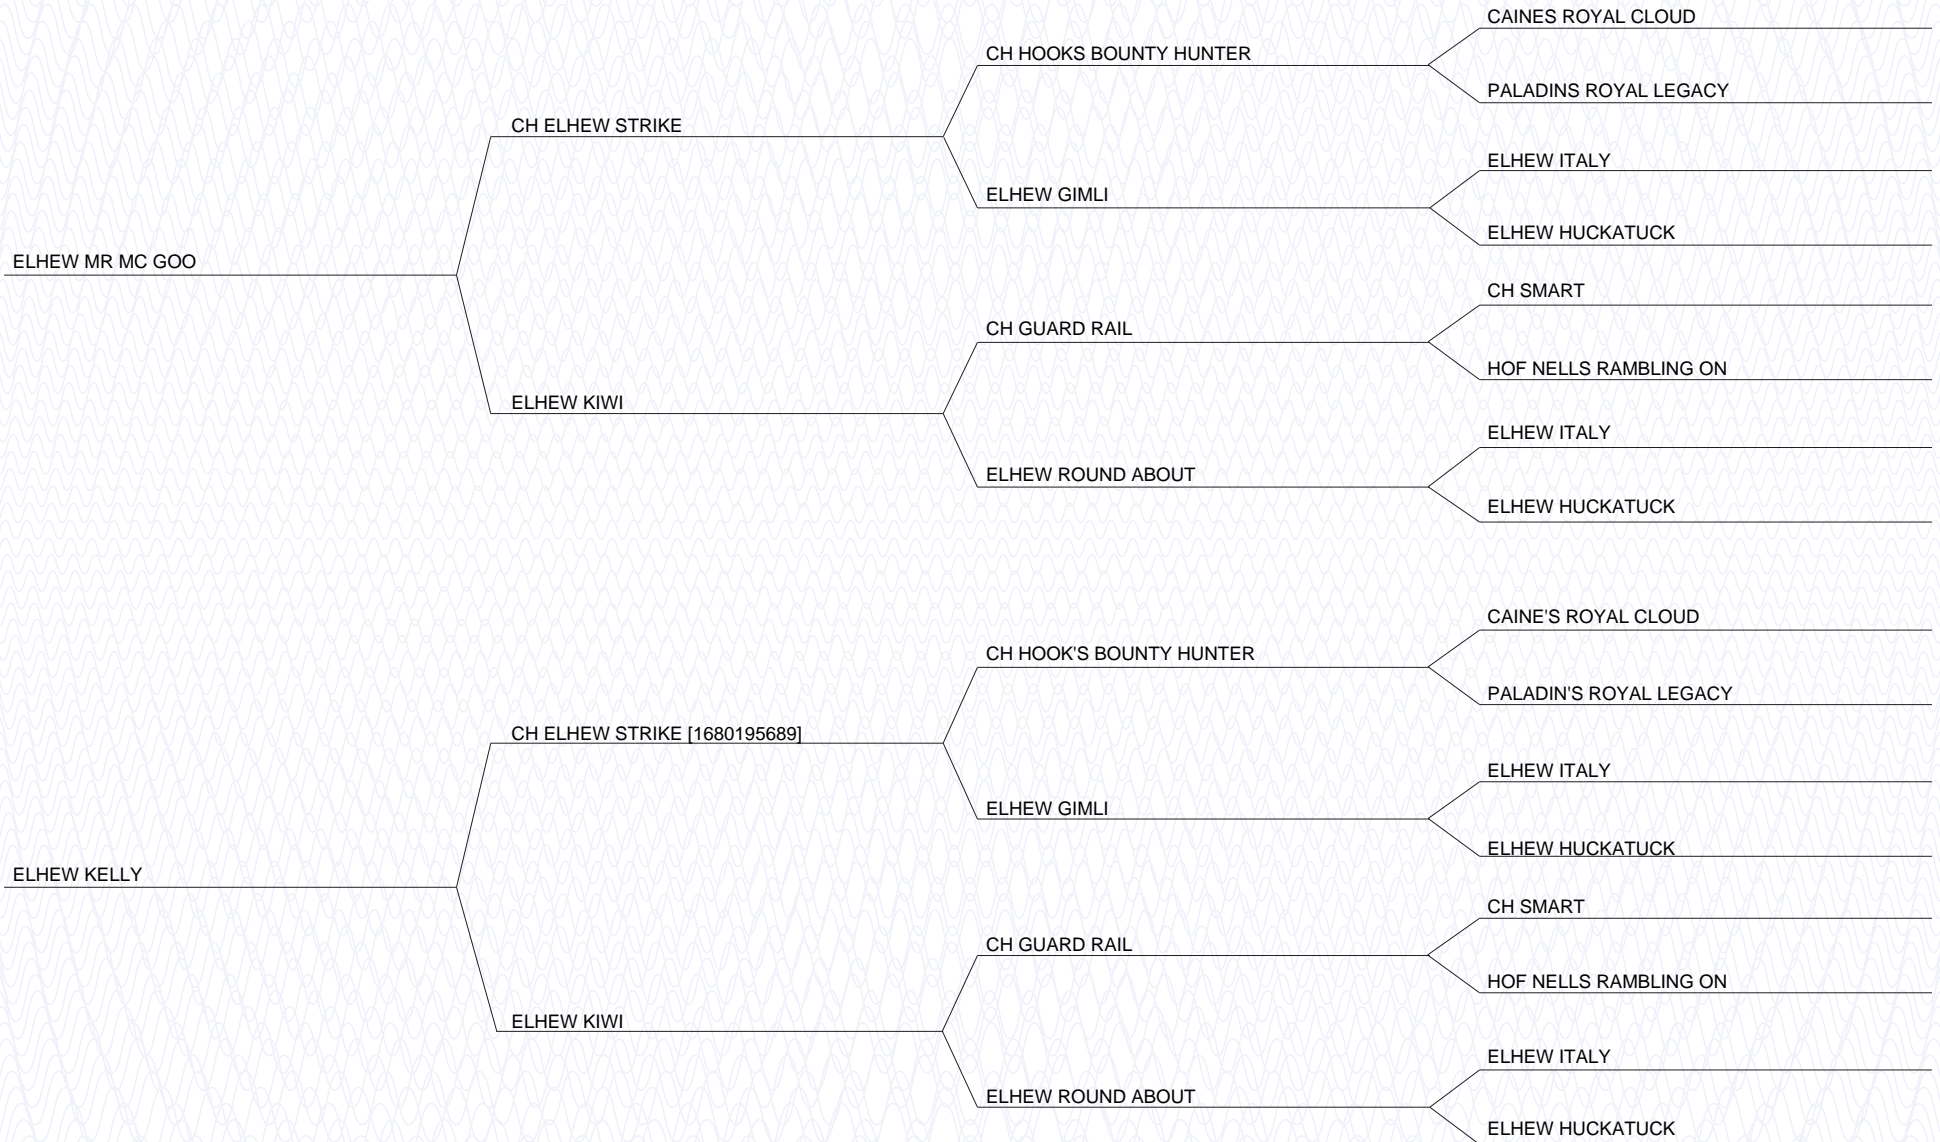 CAINES ROYAL CLOUD
CH HOOKS BOUNTY HUNTER
PALADINS ROYAL LEGACY
CH ELHEW STRIKE
ELHEW ITALY
ELHEW GIMLI
ELHEW HUCKATUCK
ELHEW MR MC GOO
CH SMART
CH GUARD RAIL
HOF NELLS RAMBLING ON
ELHEW KIWI
ELHEW ITALY
ELHEW ROUND ABOUT
ELHEW HUCKATUCK
CAINE'S ROYAL CLOUD
CH HOOK'S BOUNTY HUNTER
PALADIN'S ROYAL LEGACY
CH ELHEW STRIKE [1680195689]
ELHEW ITALY
ELHEW GIMLI
ELHEW HUCKATUCK
ELHEW KELLY
CH SMART
CH GUARD RAIL
HOF NELLS RAMBLING ON
ELHEW KIWI
ELHEW ITALY
ELHEW ROUND ABOUT
ELHEW HUCKATUCK